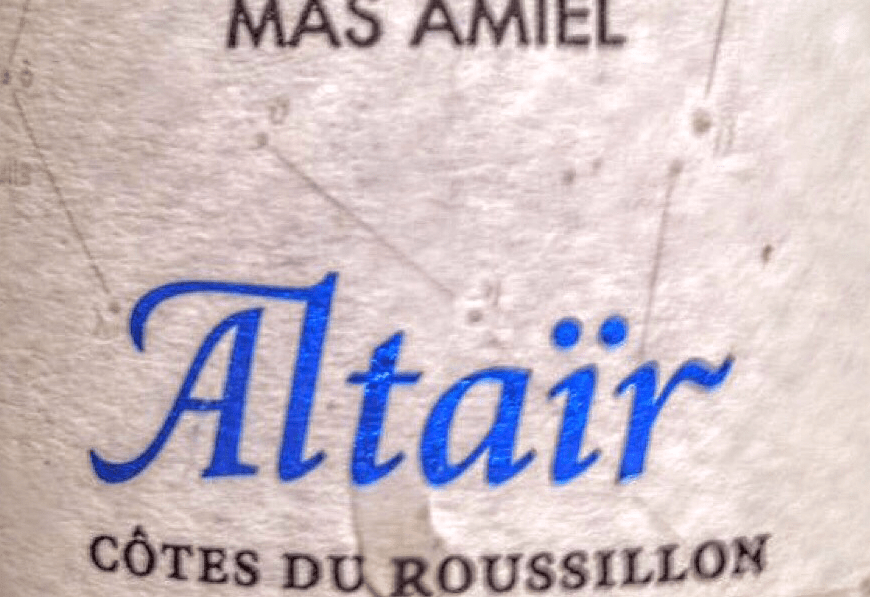 MAS AMIEL
Altaïr
CÔTES DU ROUSSILLON